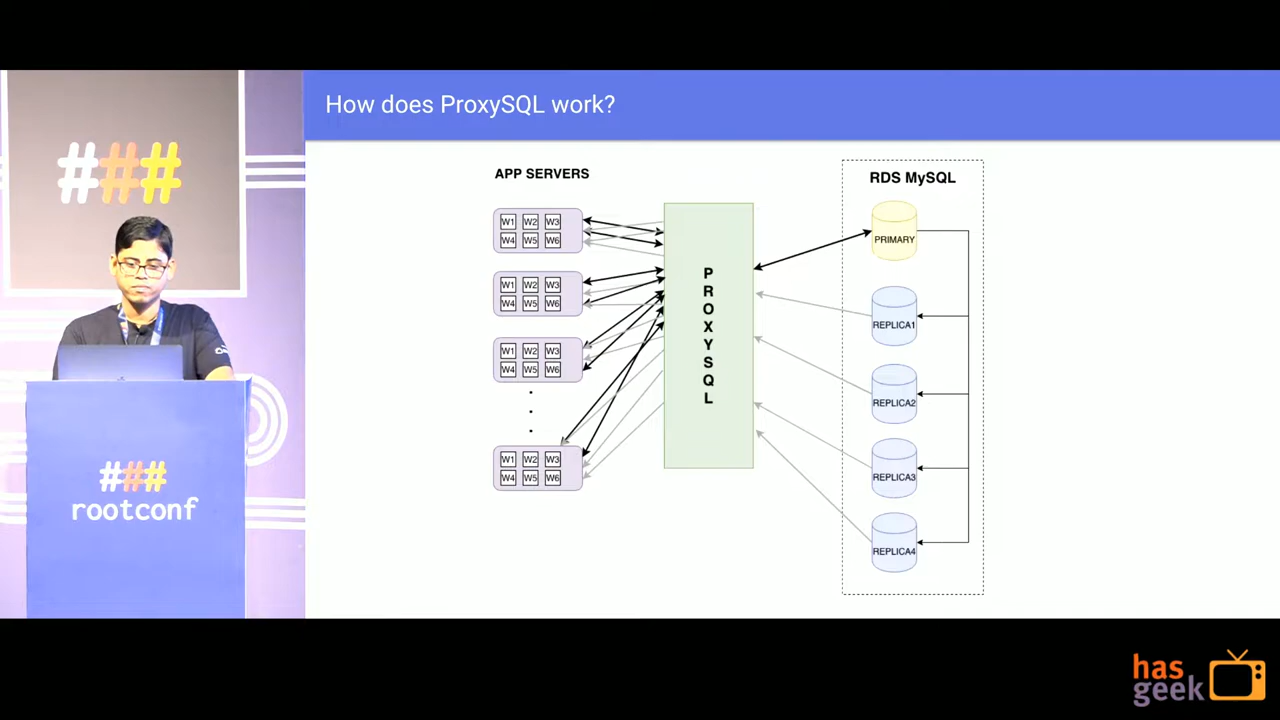 How does ProxySQL work?
###
APP SERVERS
W1 W2 W3
W4 W5 W6
W1 W2 W3
W4 W5 W6
W1 W2 W3
W4 W5 W6
W1 W2 W3
W4 W5 W6
P
R
O
X
Y
S
Q
L
RDS MySQL
PRIMARY
REPLICA1
REPLICA2
REPLICA3
REPLICA4
###
rootconf
has
geek